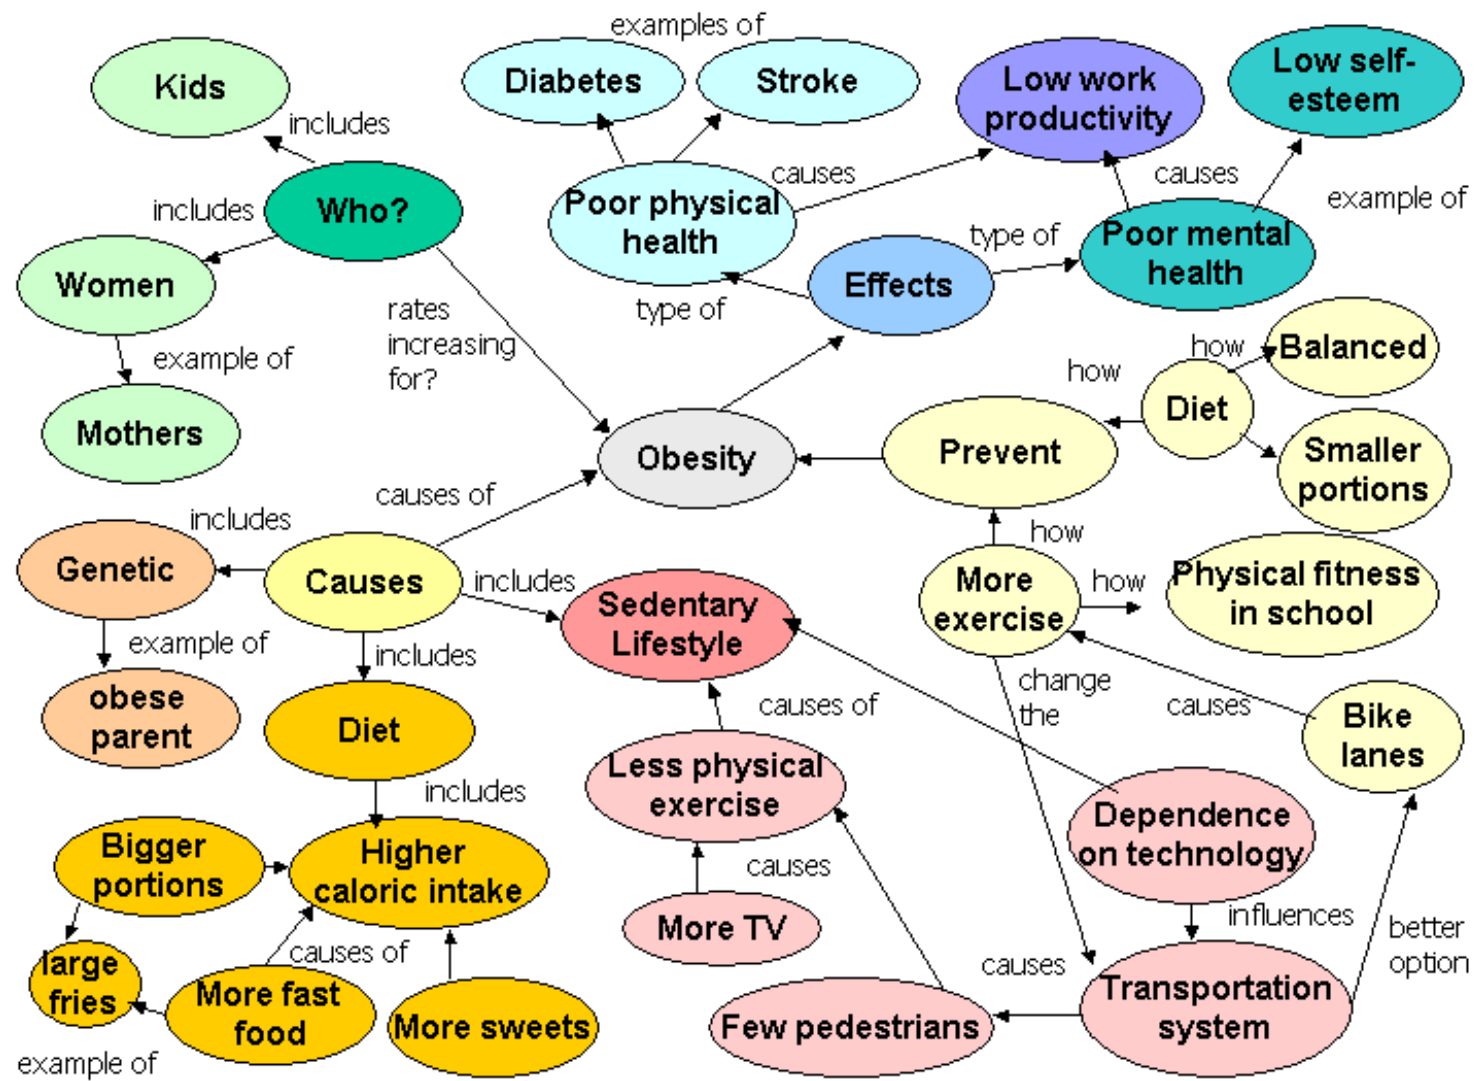 examples of
Kids
Diabetes
Stroke
Low work
productivity
Low self-
esteem
includes
Who?
includes
Women
example of
Mothers
rates
increasing
for?
Poor physical
health
causes
type of
Effects
type of
Poor mental
health
causes
example of
Obesity
Prevent
how
Diet
how
Balanced
Smaller
portions
how
More
exercise
how
Physical fitness
in school
causes of
includes
Genetic
Causes
includes
Sedentary
Lifestyle
example of
obese
parent
includes
Diet
includes
causes of
Less physical
exercise
change
the
causes
Bike
lanes
Bigger
portions
Higher
caloric intake
causes
More TV
Dependence
on technology
influences
better
option
large
fries
causes of
More fast
food
More sweets
example of
Few pedestrians
causes
Transportation
system